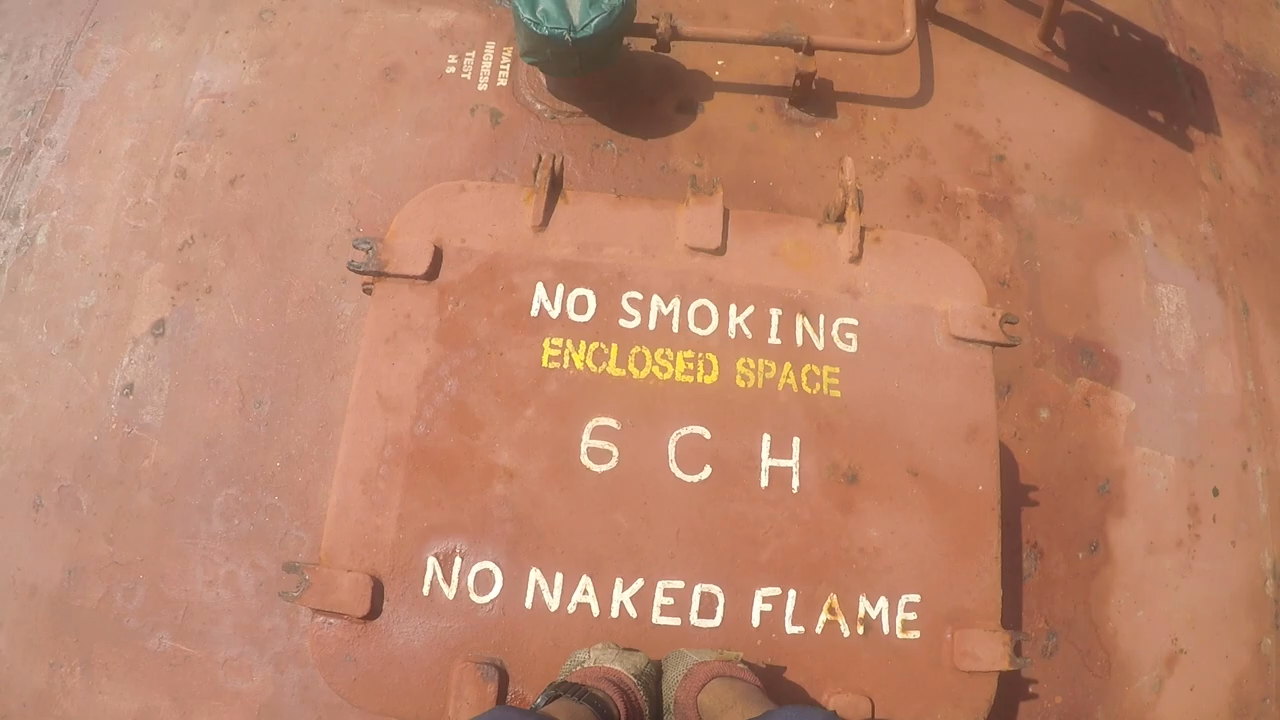 WATER
INGRESS
TEST
NO SMOKING
ENCLOSED SPACE
6 C H
NO NAKED FLAME